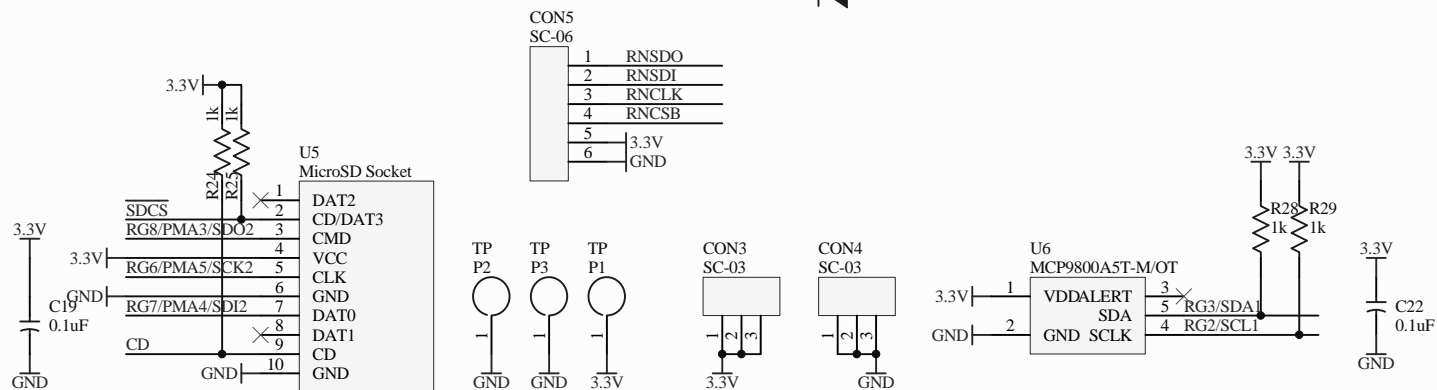 CON5
SC-06
1 RNSDO
2 RNSDI
3 RNCLK
4 RNCSB
5 3.3V
6 GND
3.3V
1k 1k
R24 R25
U5
MicroSD Socket
1 DAT2
SDCS 2 CD/DAT3
RG8/PMA3/SDO2 3 CMD
3.3V 4 VCC
RG6/PMA5/SCK2 5 CLK
GND 6 GND
RG7/PMA4/SDI2 7 DAT0
8 DAT1
CD 9 CD
GND 10 GND
3.3V
C19
0.1uF
GND
TP
P2
1
GND
TP
P3
1
GND
TP
P1
1
3.3V
CON3
SC-03
1 2 3
3.3V
CON4
SC-03
1 2 3
GND
3.3V 3.3V
R28 R29
1k 1k
U6
MCP9800A5T-M/OT
3.3V 1 VDD ALERT 3
SDA 5 RG3/SDA1
GND 2 GND SCLK 4 RG2/SCL1
3.3V
C22
0.1uF
GND